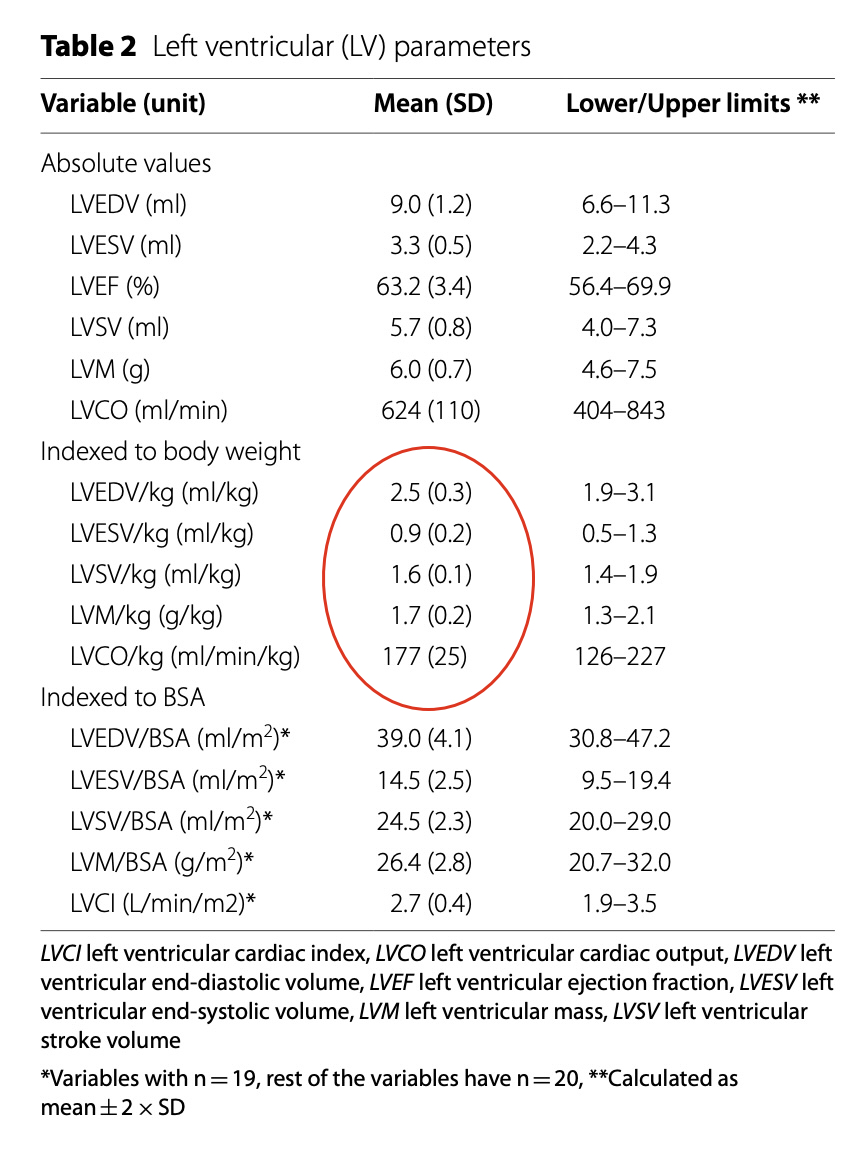 Table 2 Left ventricular (LV) parameters
Variable (unit) Mean (SD) Lower/Upper limits **
Absolute values
LVEDV (ml) 9.0 (1.2) 6.6–11.3
LVESV (ml) 3.3 (0.5) 2.2–4.3
LVEF (%) 63.2 (3.4) 56.4–69.9
LVSV (ml) 5.7 (0.8) 4.0–7.3
LVM (g) 6.0 (0.7) 4.6–7.5
LVCO (ml/min) 624 (110) 404–843
Indexed to body weight
LVEDV/kg (ml/kg) 2.5 (0.3) 1.9–3.1
LVESV/kg (ml/kg) 0.9 (0.2) 0.5–1.3
LVSV/kg (ml/kg) 1.6 (0.1) 1.4–1.9
LVM/kg (g/kg) 1.7 (0.2) 1.3–2.1
LVCO/kg (ml/min/kg) 177 (25) 126–227
Indexed to BSA
LVEDV/BSA (ml/m²)* 39.0 (4.1) 30.8–47.2
LVESV/BSA (ml/m²)* 14.5 (2.5) 9.5–19.4
LVSV/BSA (ml/m²)* 24.5 (2.3) 20.0–29.0
LVM/BSA (g/m²)* 26.4 (2.8) 20.7–32.0
LVCI (L/min/m2)* 2.7 (0.4) 1.9–3.5
LVCI left ventricular cardiac index, LVCO left ventricular cardiac output, LVEDV left
ventricular end-diastolic volume, LVEF left ventricular ejection fraction, LVESV left
ventricular end-systolic volume, LVM left ventricular mass, LVSV left ventricular
stroke volume
*Variables with n = 19, rest of the variables have n = 20, **Calculated as
mean ± 2 × SD